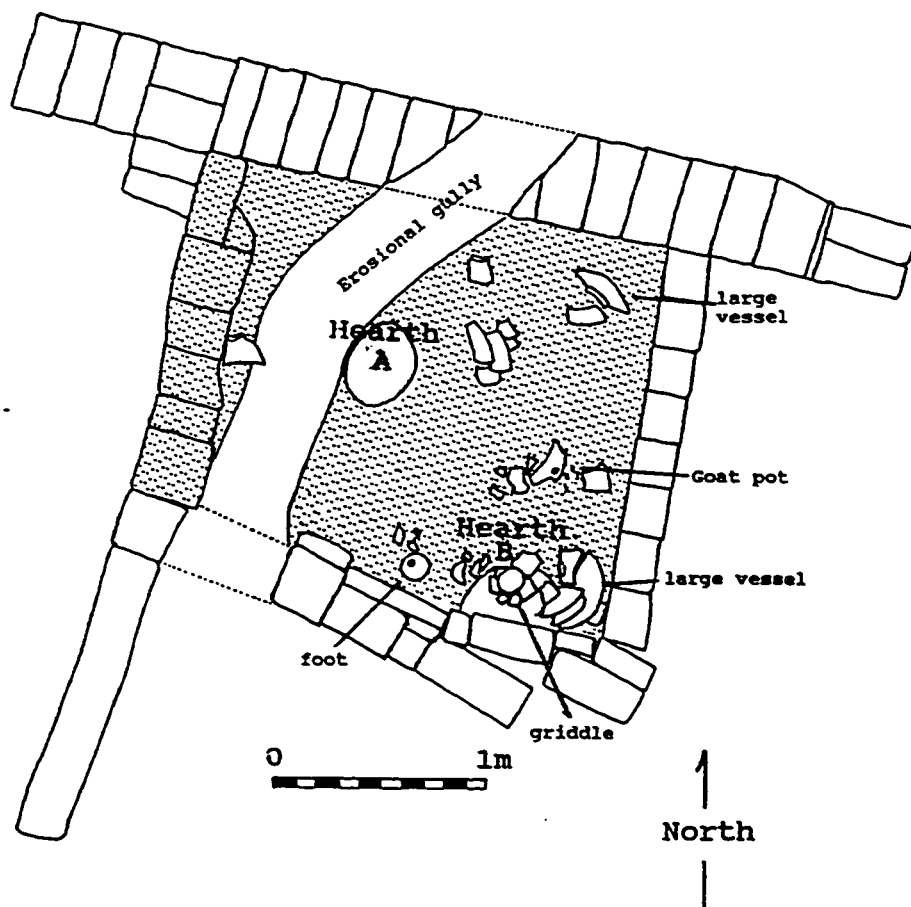 Erosional gully
large
vessel
Hearth
A
Goat pot
Hearth
B
large vessel
foot
griddle
0 1m
North